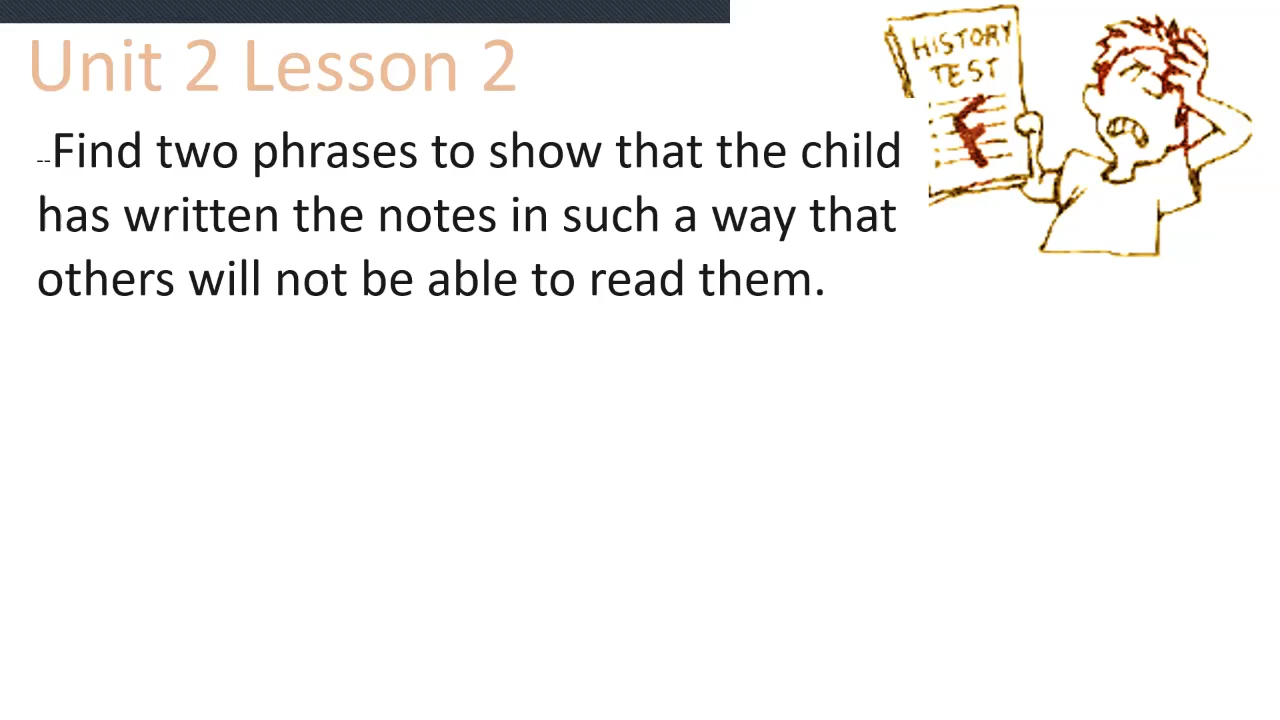 Unit 2 Lesson 2
--Find two phrases to show that the child
has written the notes in such a way that
others will not be able to read them.
HISTORY
TEST
F